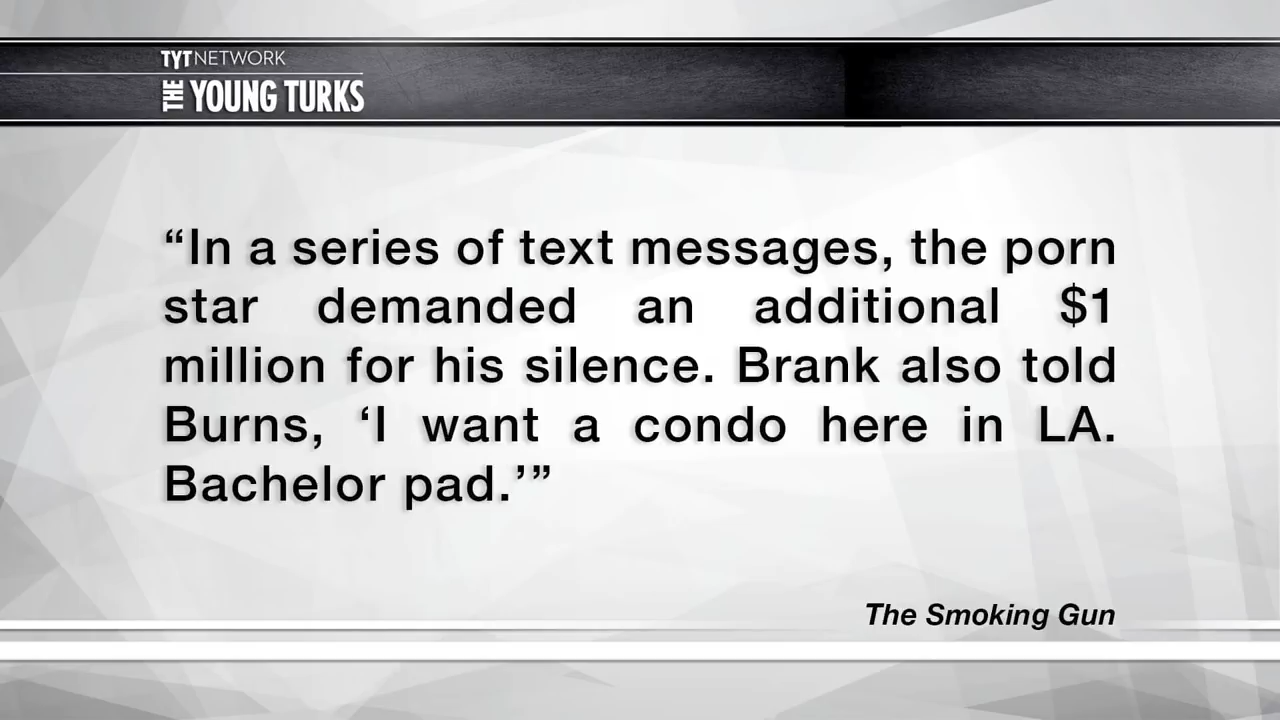 TYT NETWORK
THE YOUNG TURKS
“In a series of text messages, the porn
star demanded an additional $1
million for his silence. Brank also told
Burns, ‘I want a condo here in LA.
Bachelor pad.’”
The Smoking Gun